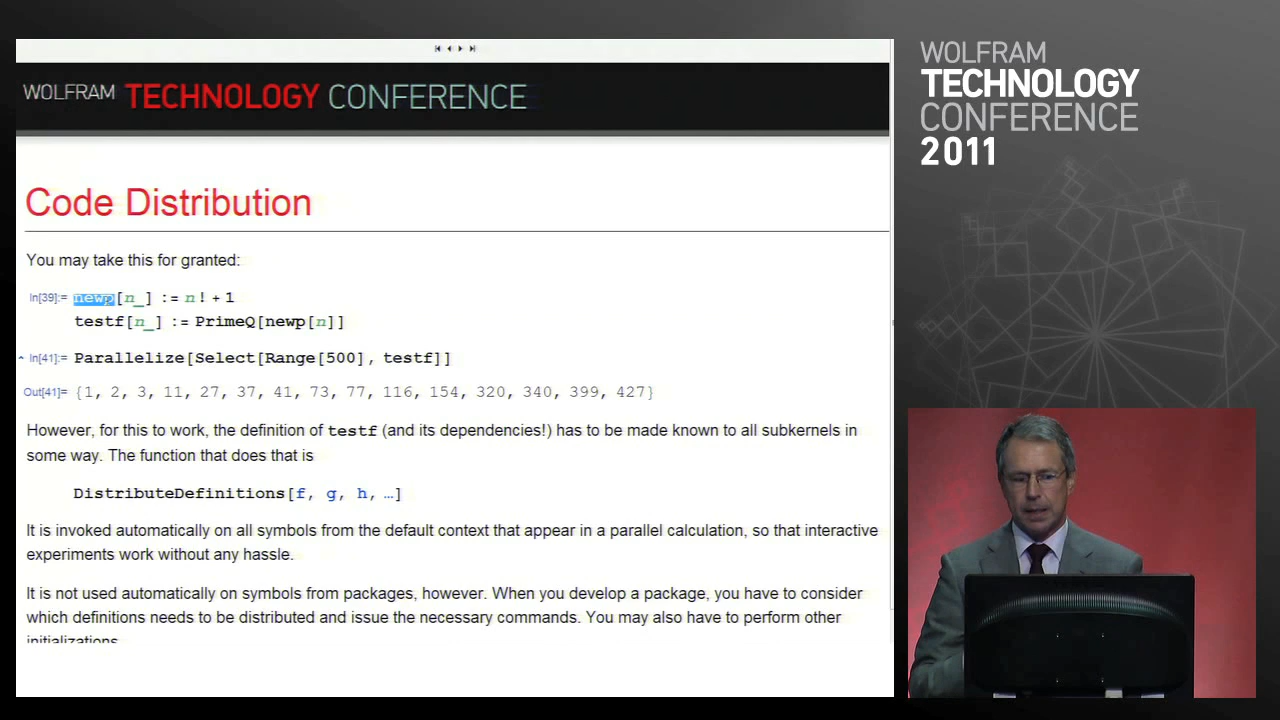 WOLFRAM TECHNOLOGY CONFERENCE
Code Distribution
You may take this for granted:
In[39]:= newp[n_] := n! + 1
testf[n_] := PrimeQ[newp[n]]
In[41]:= Parallelize[Select[Range[500], testf]]
Out[41]= {1, 2, 3, 11, 27, 37, 41, 73, 77, 116, 154, 320, 340, 399, 427}
However, for this to work, the definition of testf (and its dependencies!) has to be made known to all subkernels in
some way. The function that does that is
DistributeDefinitions[f, g, h, …]
It is invoked automatically on all symbols from the default context that appear in a parallel calculation, so that interactive
experiments work without any hassle.
It is not used automatically on symbols from packages, however. When you develop a package, you have to consider
which definitions needs to be distributed and issue the necessary commands. You may also have to perform other
initializations.
WOLFRAM
TECHNOLOGY
CONFERENCE
2011